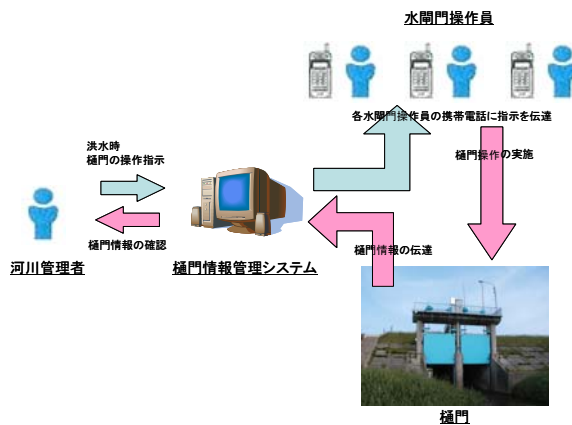 水閘門操作員
各水閘門操作員の携帯電話に指示を伝達
洪水時
樋門の操作指示
樋門操作の実施
樋門情報の確認
樋門情報の伝達
河川管理者
樋門情報管理システム
樋門